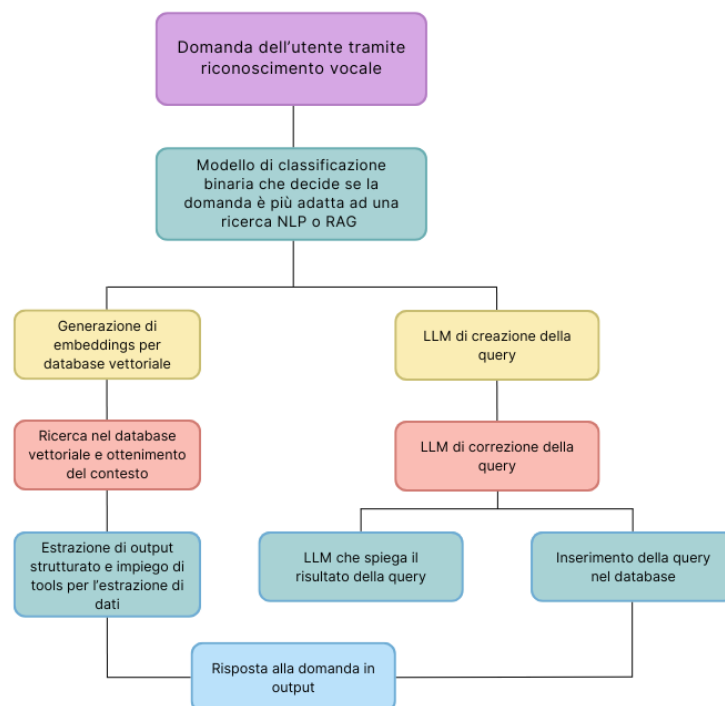 Domanda dell'utente tramite
riconoscimento vocale
Modello di classificazione
binaria che decide se la
domanda è più adatta ad una
ricerca NLP o RAG
Generazione di
embeddings per
database vettoriale
LLM di creazione della
query
Ricerca nel database
vettoriale e ottenimento
del contesto
LLM di correzione della
query
Estrazione di output
strutturato e impiego di
tools per l'estrazione di
dati
LLM che spiega il
risultato della query
Inserimento della query
nel database
Risposta alla domanda in
output